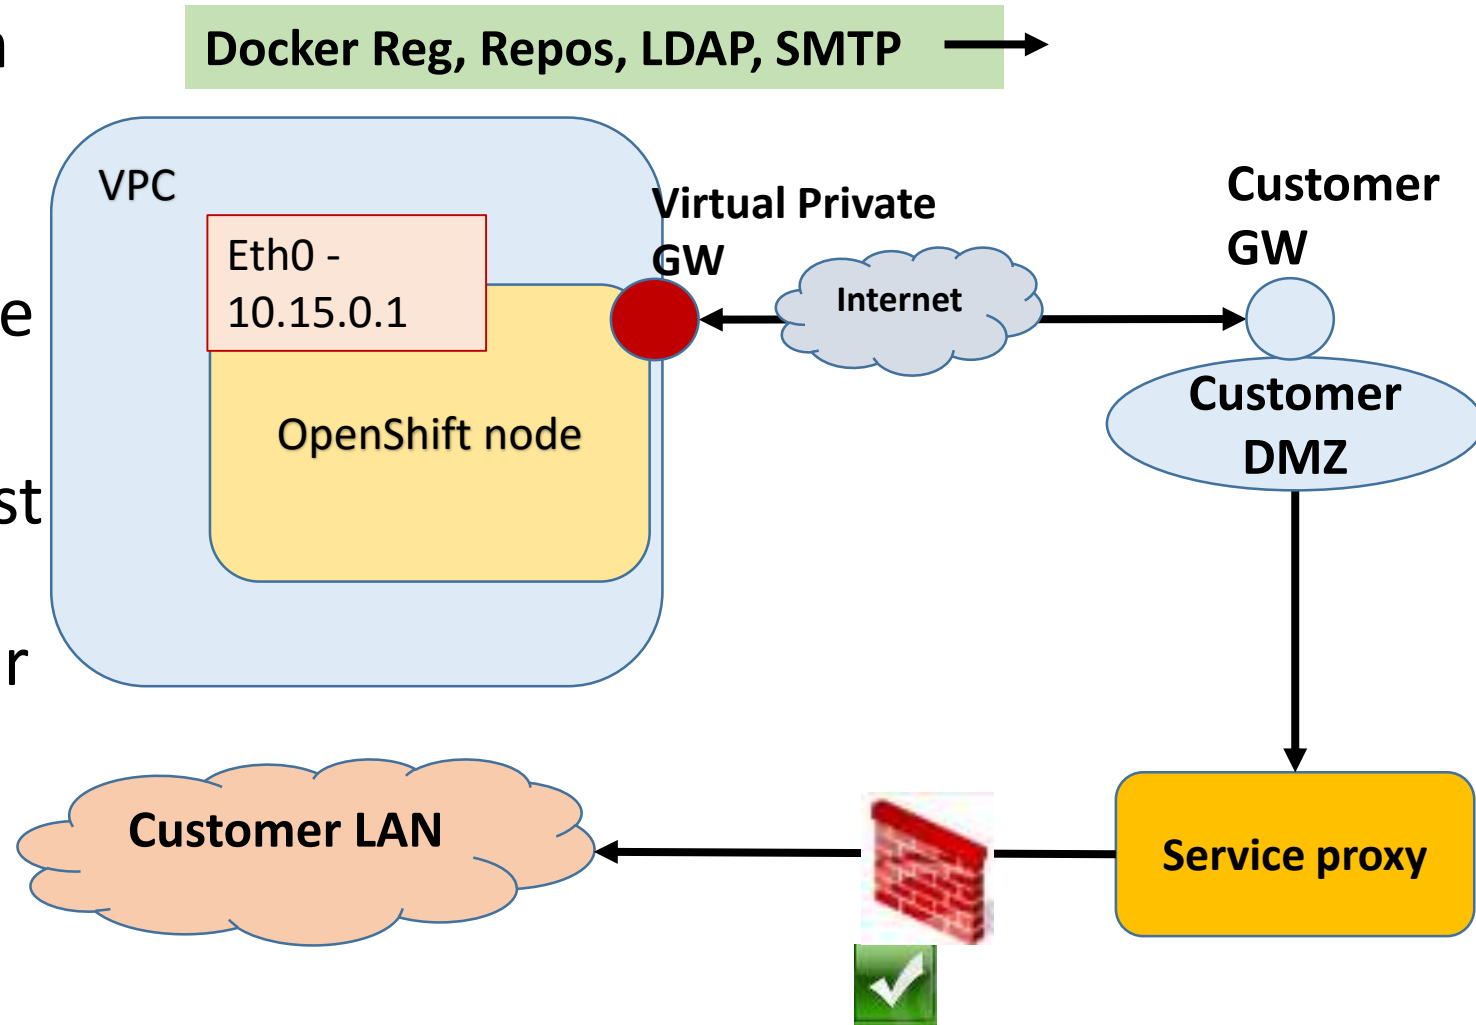 Docker Reg, Repos, LDAP, SMTP
VPC
Eth0 -
10.15.0.1
OpenShift node
Virtual Private
GW
Internet
Customer
GW
Customer
DMZ
Service proxy
Customer LAN
e
st
r